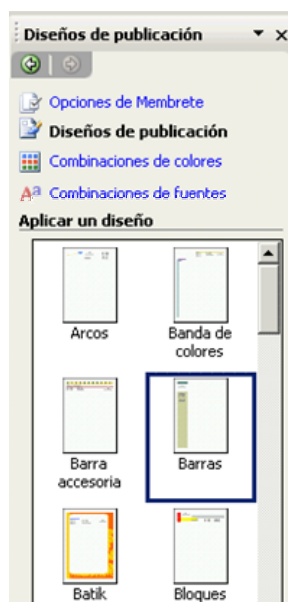 Diseños de publicación
Opciones de Membrete
Diseños de publicación
Combinaciones de colores
Aa Combinaciones de fuentes
Aplicar un diseño
Arcos
Banda de
colores
Barra
accesoria
Barras
Batik
Bloques